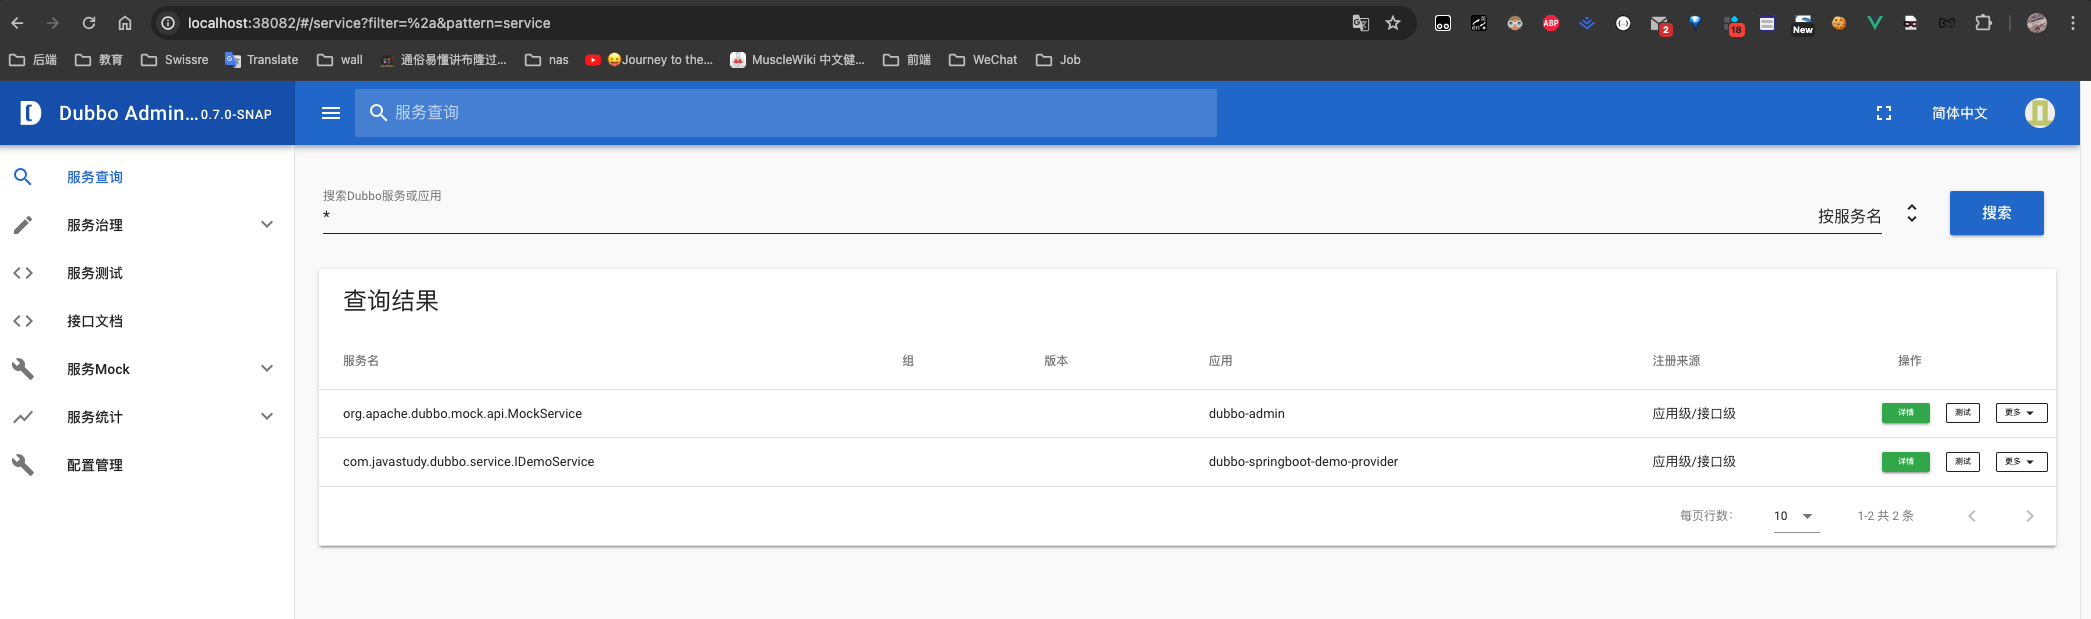 localhost:38082/#/service?filter=%2a&pattern=service
ABP
2
18
New
后端 教育 Swissre Translate wall 通俗易懂讲布隆过... nas 😄Journey to the... MuscleWiki 中文健... 前端 WeChat Job
Dubbo Admin...0.7.0-SNAP
服务查询
简体中文
服务查询
服务治理
服务测试
接口文档
服务Mock
服务统计
配置管理
搜索Dubbo服务或应用
* 按服务名
搜索
查询结果
服务名 组 版本 应用 注册来源 操作
org.apache.dubbo.mock.api.MockService dubbo-admin 应用级/接口级 详情 测试 更多
com.javastudy.dubbo.service.IDemoService dubbo-springboot-demo-provider 应用级/接口级 详情 测试 更多
每页行数: 10 1-2 共 2 条